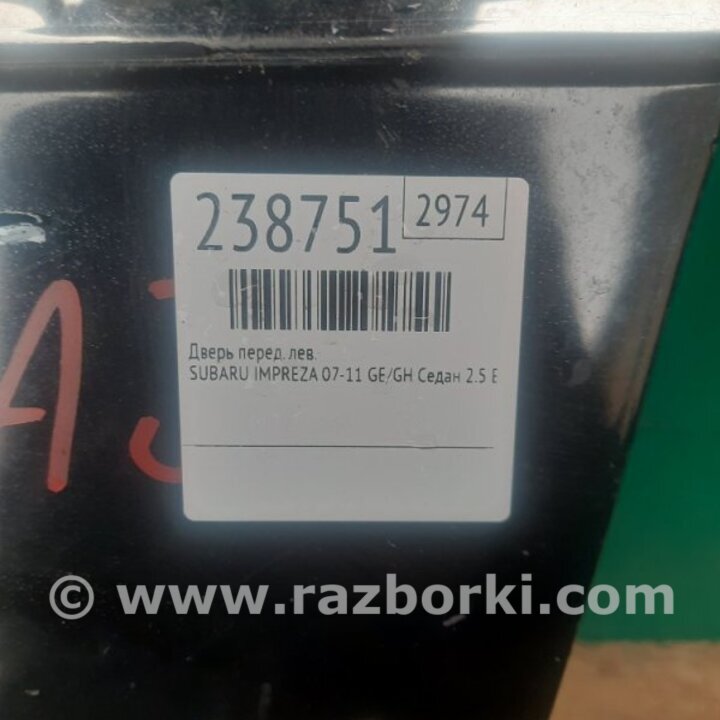 238751 2974
Дверь перед. лев.
SUBARU IMPREZA 07-11 GE/GH Седан 2.5 Е
© www.razborki.com